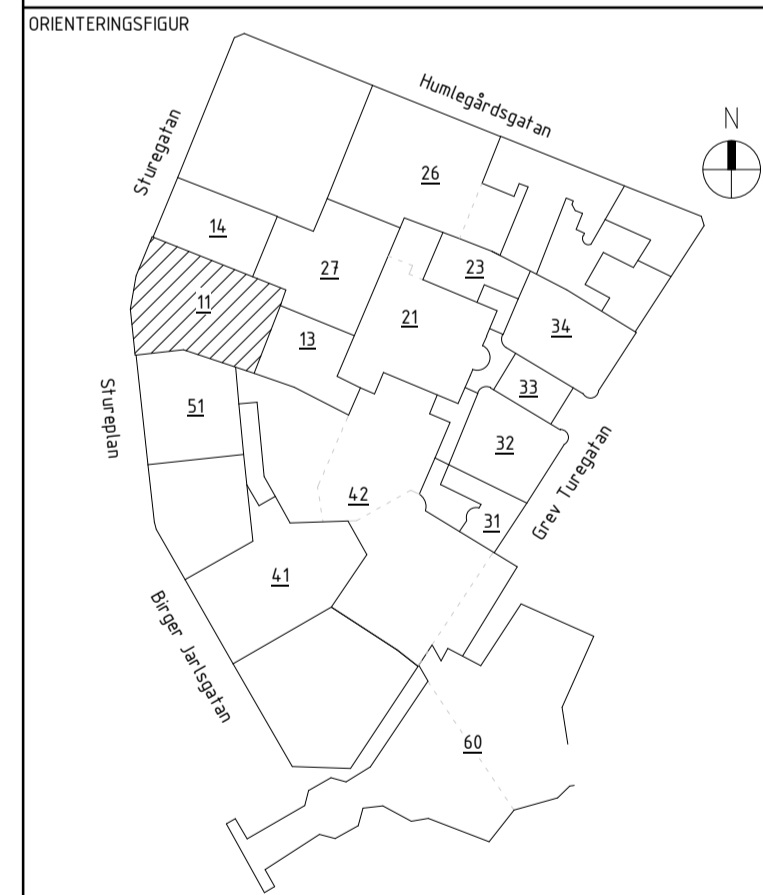 ORIENTERINGSFIGUR
Humlegårdsgatan
Sturegatan
N
26
14
27
23
11
21
34
13
33
51
32
Stureplan
42
31
Grev Turegatan
41
Birger Jarlsgatan
60